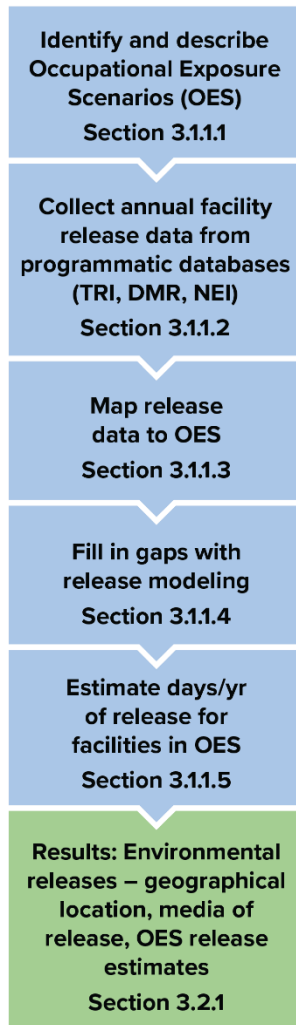 Identify and describe
Occupational Exposure
Scenarios (OES)
Section 3.1.1.1
Collect annual facility
release data from
programmatic databases
(TRI, DMR, NEI)
Section 3.1.1.2
Map release
data to OES
Section 3.1.1.3
Fill in gaps with
release modeling
Section 3.1.1.4
Estimate days/yr
of release for
facilities in OES
Section 3.1.1.5
Results: Environmental
releases – geographical
location, media of
release, OES release
estimates
Section 3.2.1